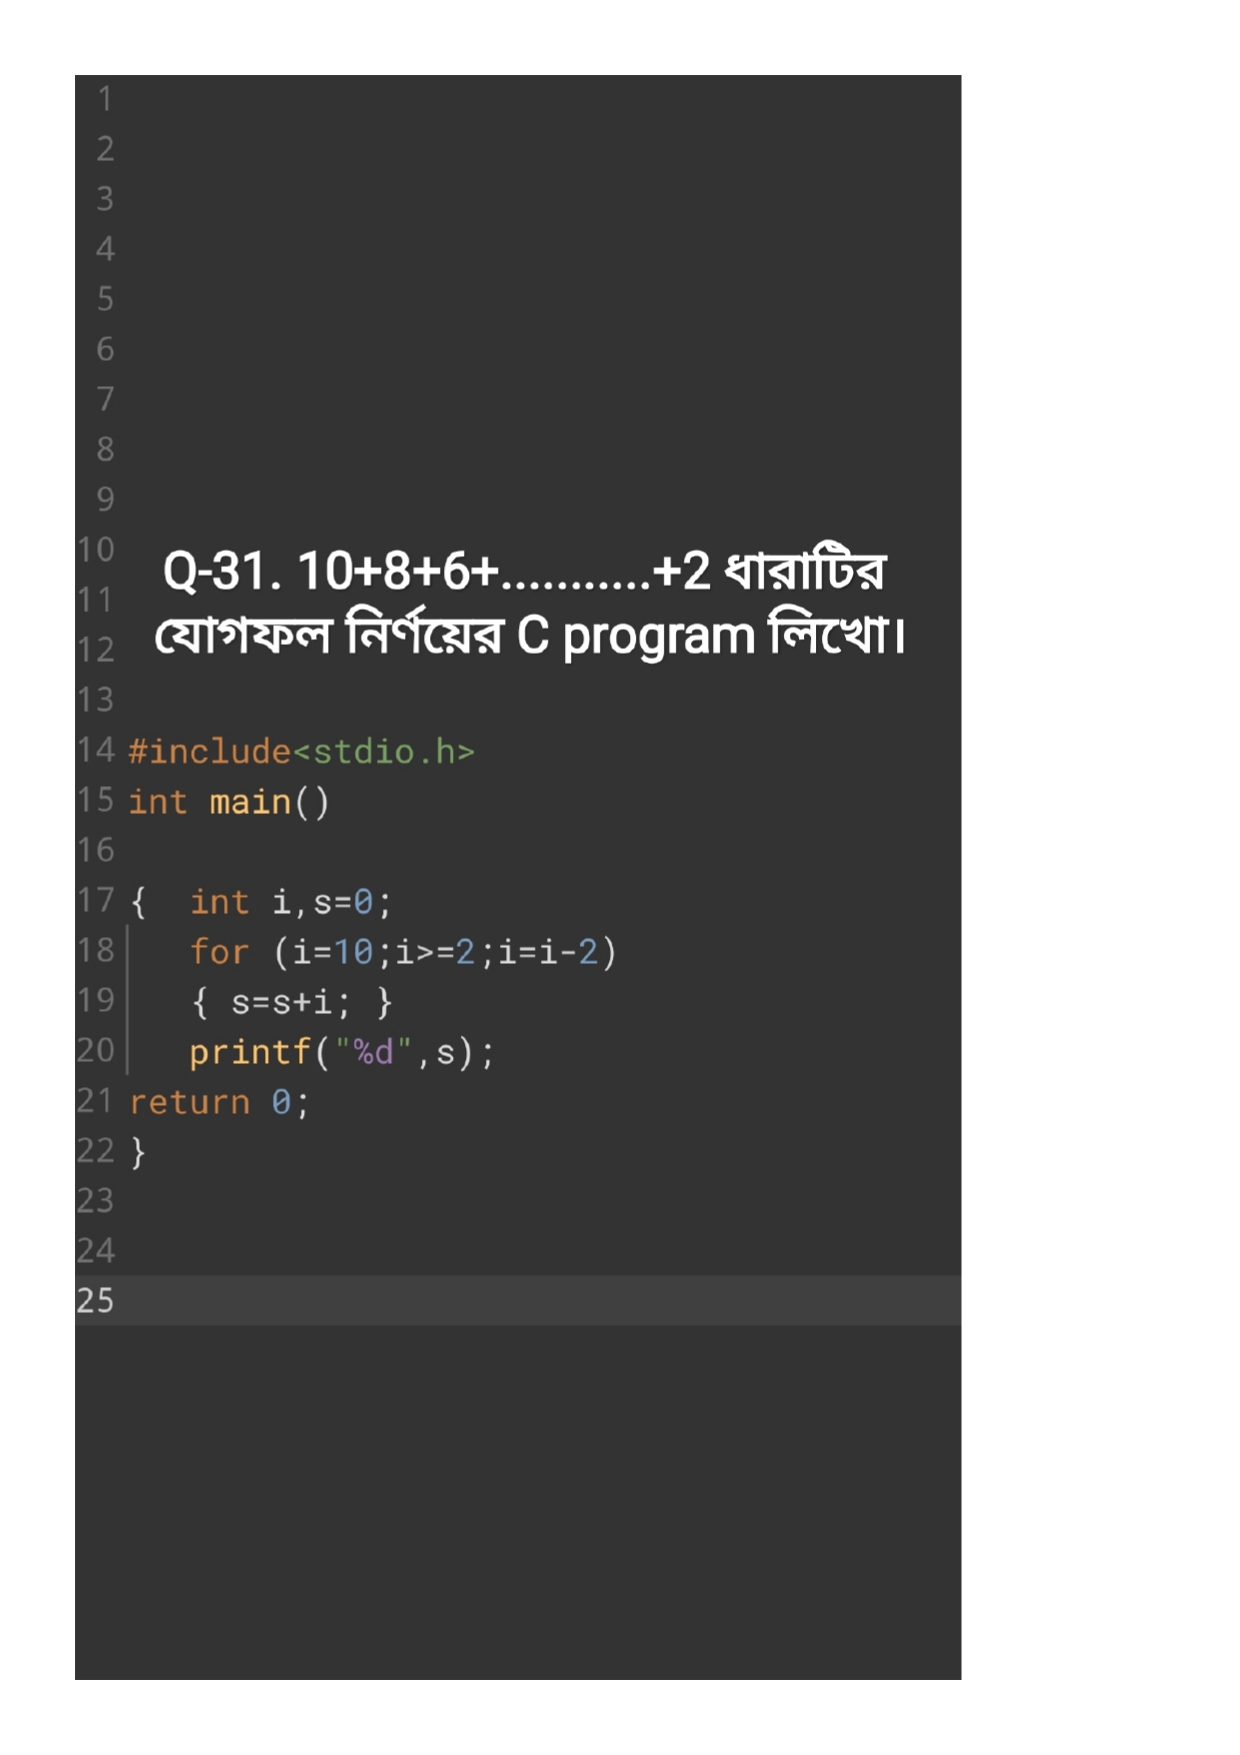 1
2
3
4
5
6
7
8
9
10 Q-31. 10+8+6+...........+2 ধারাটির
11
12 যোগফল নির্ণয়ের C program লিখো।
13
14 #include<stdio.h>
15 int main()
16
17 {  int i,s=0;
18    for (i=10;i>=2;i=i-2)
19    { s=s+i; }
20    printf("%d",s);
21 return 0;
22 }
23
24
25